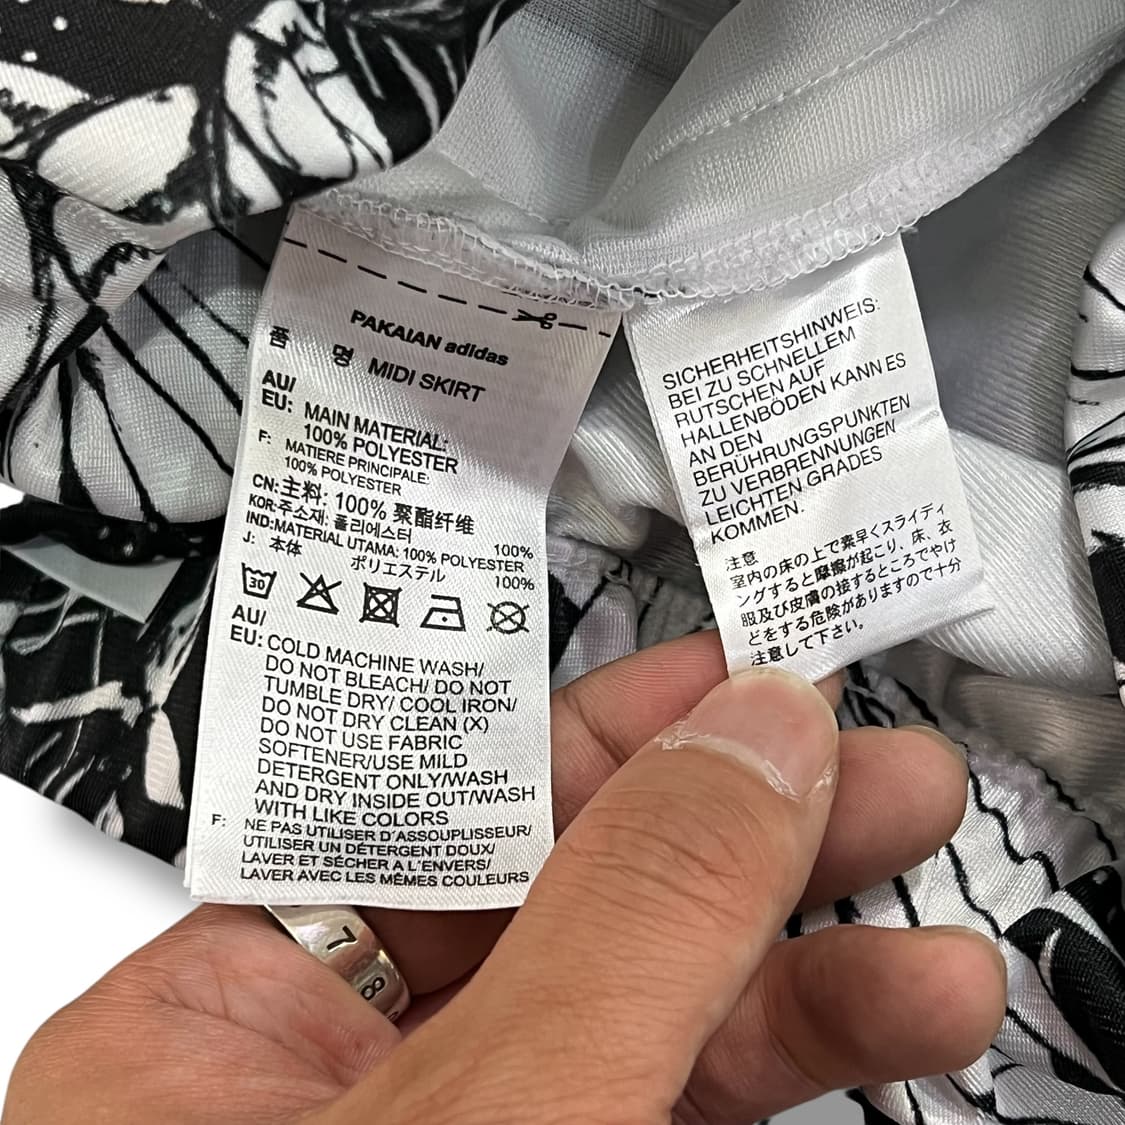 PAKAIAN adidas
품 명 MIDI SKIRT
AU/
EU: MAIN MATERIAL:
100% POLYESTER
F: MATIERE PRINCIPALE:
100% POLYESTER
CN:主料: 100% 聚酯纤维
KOR:주소재: 폴리에스터 100%
IND:MATERIAL UTAMA: 100% POLYESTER
J: 本体 ポリエステル 100%
30
AU/
EU: COLD MACHINE WASH/
DO NOT BLEACH/ DO NOT
TUMBLE DRY/ COOL IRON/
DO NOT DRY CLEAN (X)
DO NOT USE FABRIC
SOFTENER/USE MILD
DETERGENT ONLY/WASH
AND DRY INSIDE OUT/WASH
WITH LIKE COLORS
F: NE PAS UTILISER D'ASSOUPLISSEUR/
UTILISER UN DÉTERGENT DOUX/
LAVER ET SÉCHER A L'ENVERS/
LAVER AVEC LES MÊMES COULEURS
SICHERHEITSHINWEIS:
BEI ZU SCHNELLEM
RUTSCHEN AUF
HALLENBÖDEN KANN ES
AN DEN
BERÜHRUNGSPUNKTEN
ZU VERBRENNUNGEN
LEICHTEN GRADES
KOMMEN.
注意
室内の床の上で素早くスライディ
ングすると摩擦が起こり、床、衣
服及び皮膚の接するところでやけ
どをする危険がありますので十分
注意して下さい。
7
8